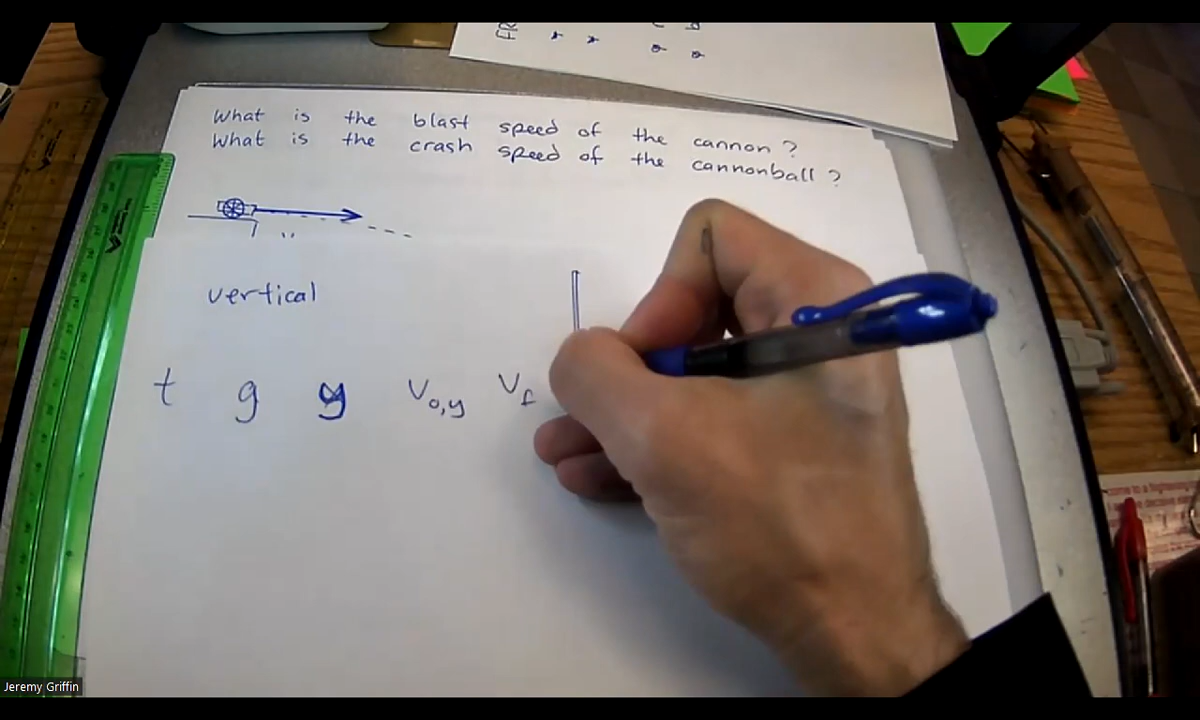 What is the blast speed of the cannon ?
What is the crash speed of the cannonball ?
vertical
t g y v₀,y v_f
Jeremy Griffin